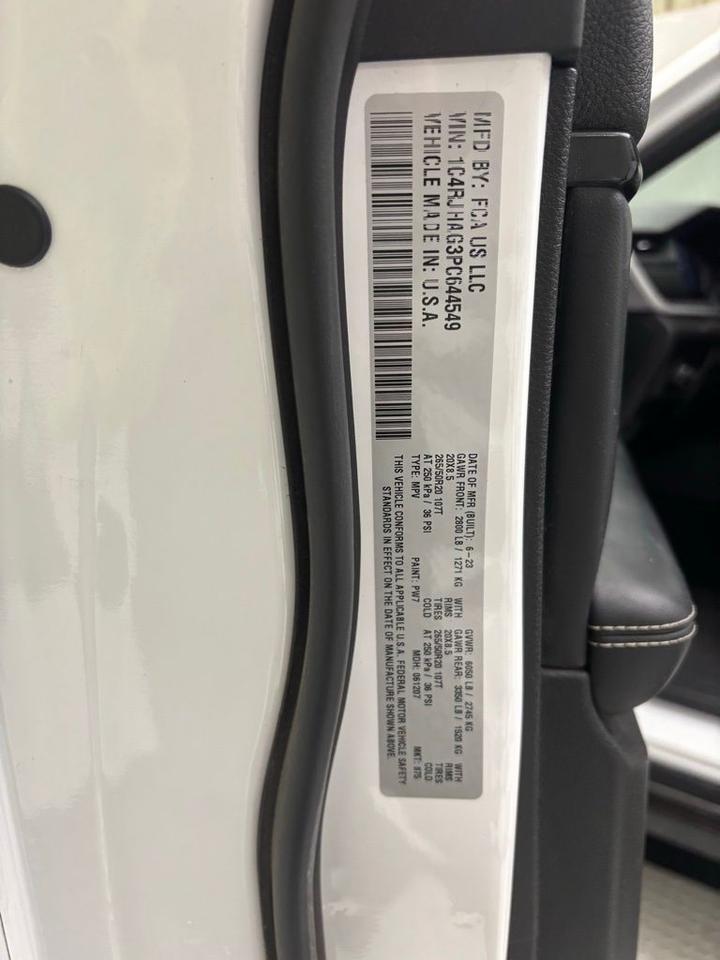 MFD BY: FCA US LLC
VIN: 1C4RJHAG3PC644549
VEHICLE MADE IN: U.S.A.
DATE OF MFR (BUILT): 6-23 GVWR: 6050 LB / 2745 KG
GAWR FRONT: 2800 LB / 1271 KG WITH GAWR REAR: 3350 LB / 1520 KG WITH
20X8.5 RIMS 20X8.5 RIMS
265/50R20 107T TIRES 265/50R20 107T TIRES
AT 250 kPa / 36 PSI COLD AT 250 kPa / 36 PSI COLD
TYPE: MPV PAINT: PW7 MDH: 061207 MKT: 875
THIS VEHICLE CONFORMS TO ALL APPLICABLE U.S.A. FEDERAL MOTOR VEHICLE SAFETY
STANDARDS IN EFFECT ON THE DATE OF MANUFACTURE SHOWN ABOVE.